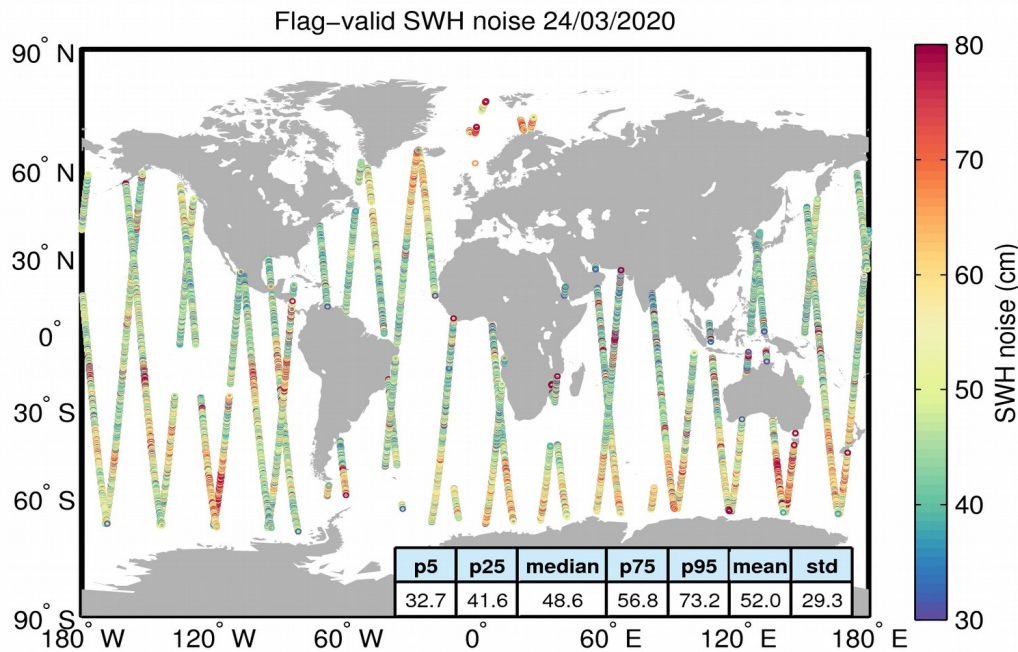 Flag−valid SWH noise 24/03/2020
90° N
60° N
30° N
0°
30° S
60° S
90° S
180° W
120° W
60° W
0°
60° E
120° E
180° E
80
70
60
50
40
30
SWH noise (cm)
p5 p25 median p75 p95 mean std
32.7 41.6 48.6 56.8 73.2 52.0 29.3